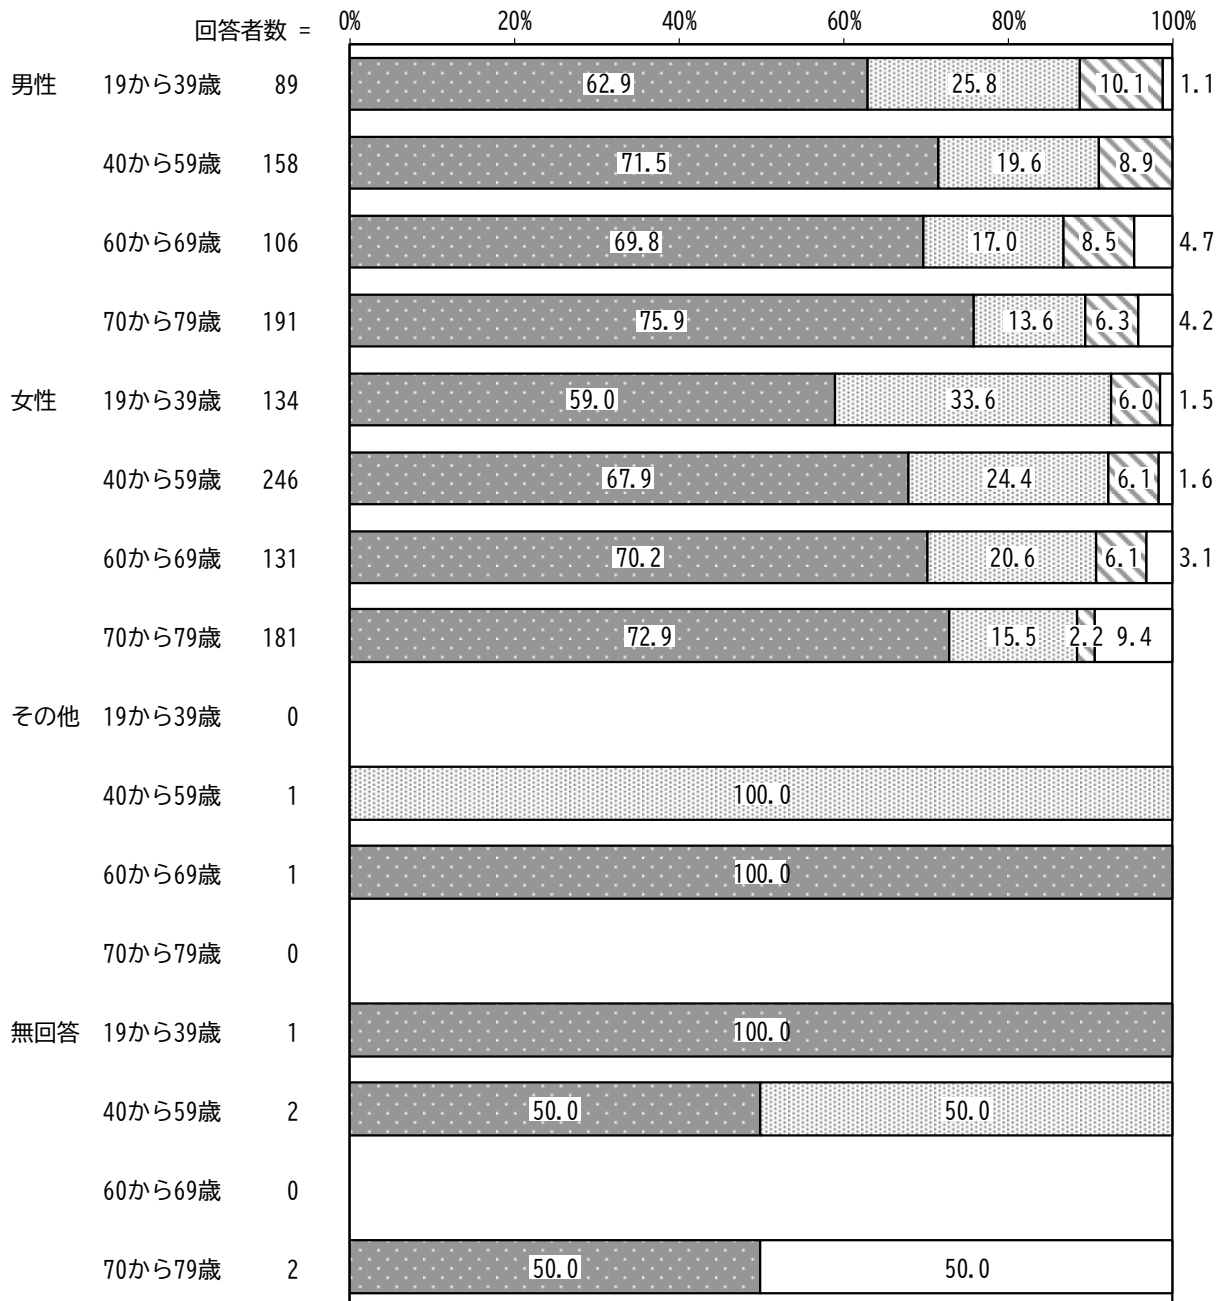 回答者数 = 0% 20% 40% 60% 80% 100%
男性 19から39歳 89 62.9 25.8 10.1 1.1
40から59歳 158 71.5 19.6 8.9
60から69歳 106 69.8 17.0 8.5 4.7
70から79歳 191 75.9 13.6 6.3 4.2
女性 19から39歳 134 59.0 33.6 6.0 1.5
40から59歳 246 67.9 24.4 6.1 1.6
60から69歳 131 70.2 20.6 6.1 3.1
70から79歳 181 72.9 15.5 2.2 9.4
その他 19から39歳 0
40から59歳 1 100.0
60から69歳 1 100.0
70から79歳 0
無回答 19から39歳 1 100.0
40から59歳 2 50.0 50.0
60から69歳 0
70から79歳 2 50.0 50.0